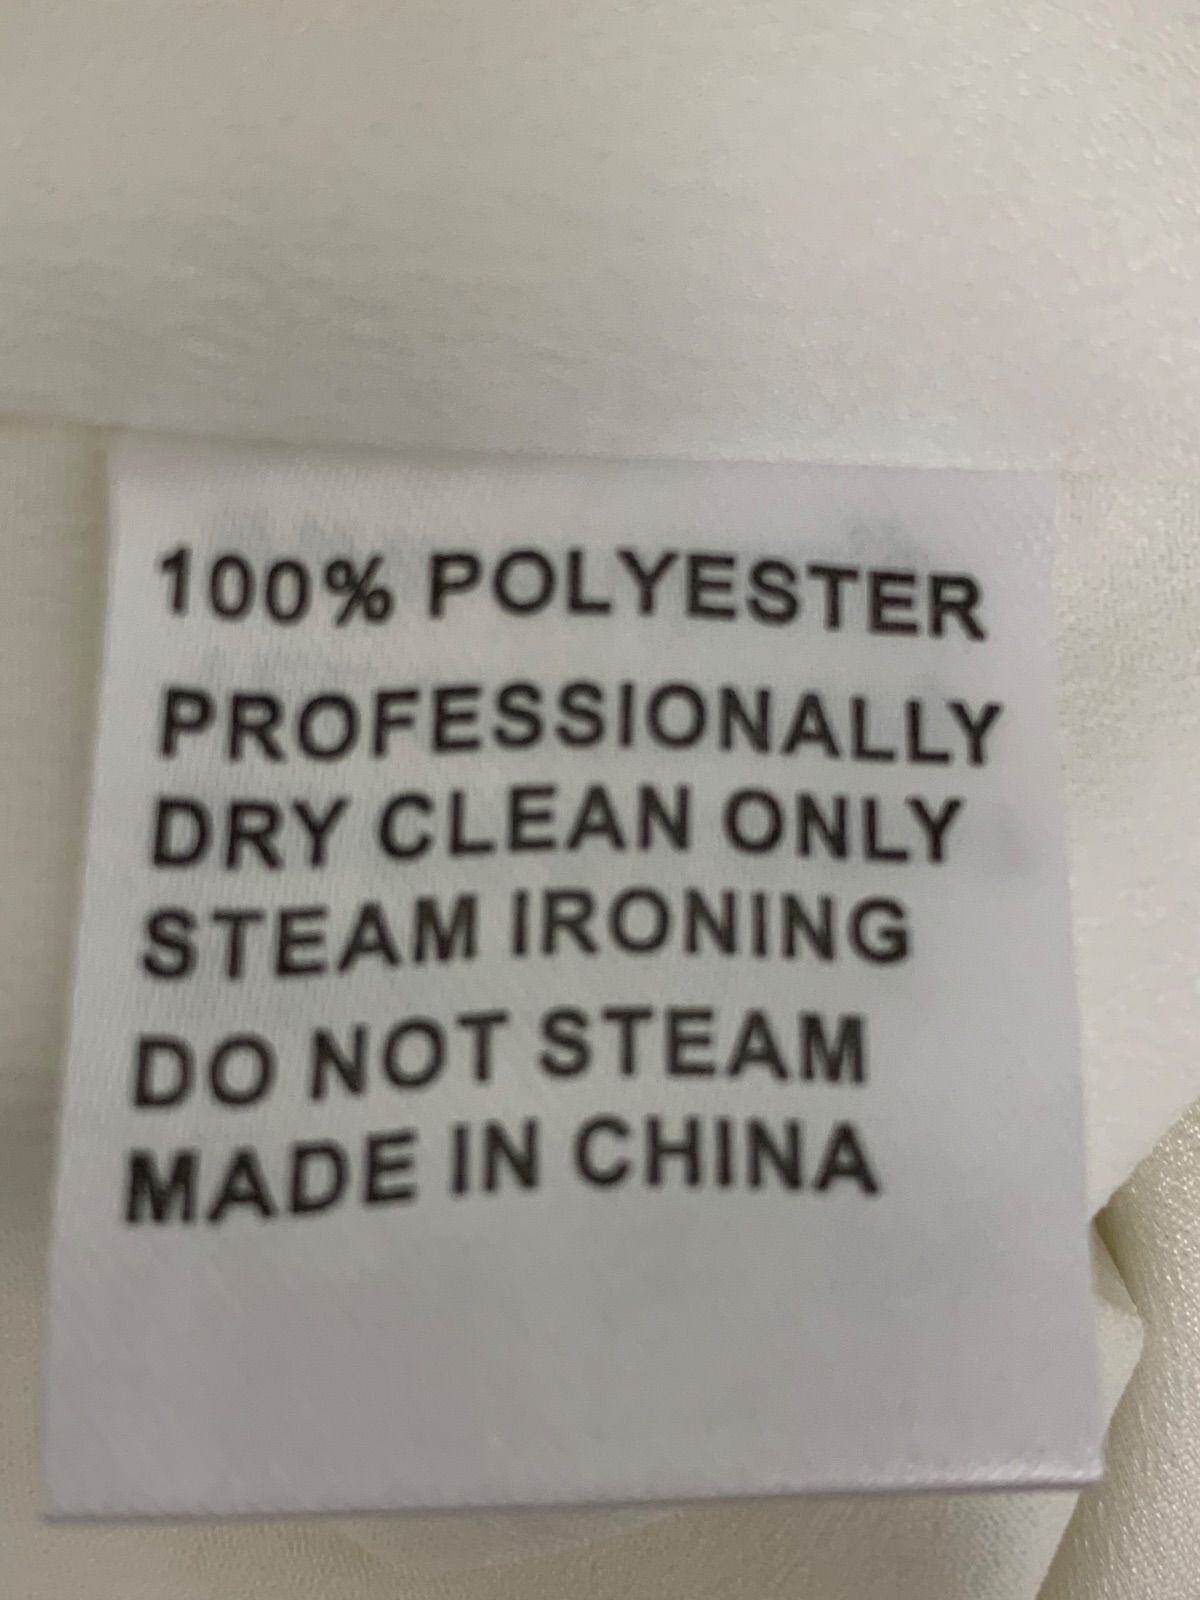 100% POLYESTER
PROFESSIONALLY
DRY CLEAN ONLY
STEAM IRONING
DO NOT STEAM
MADE IN CHINA